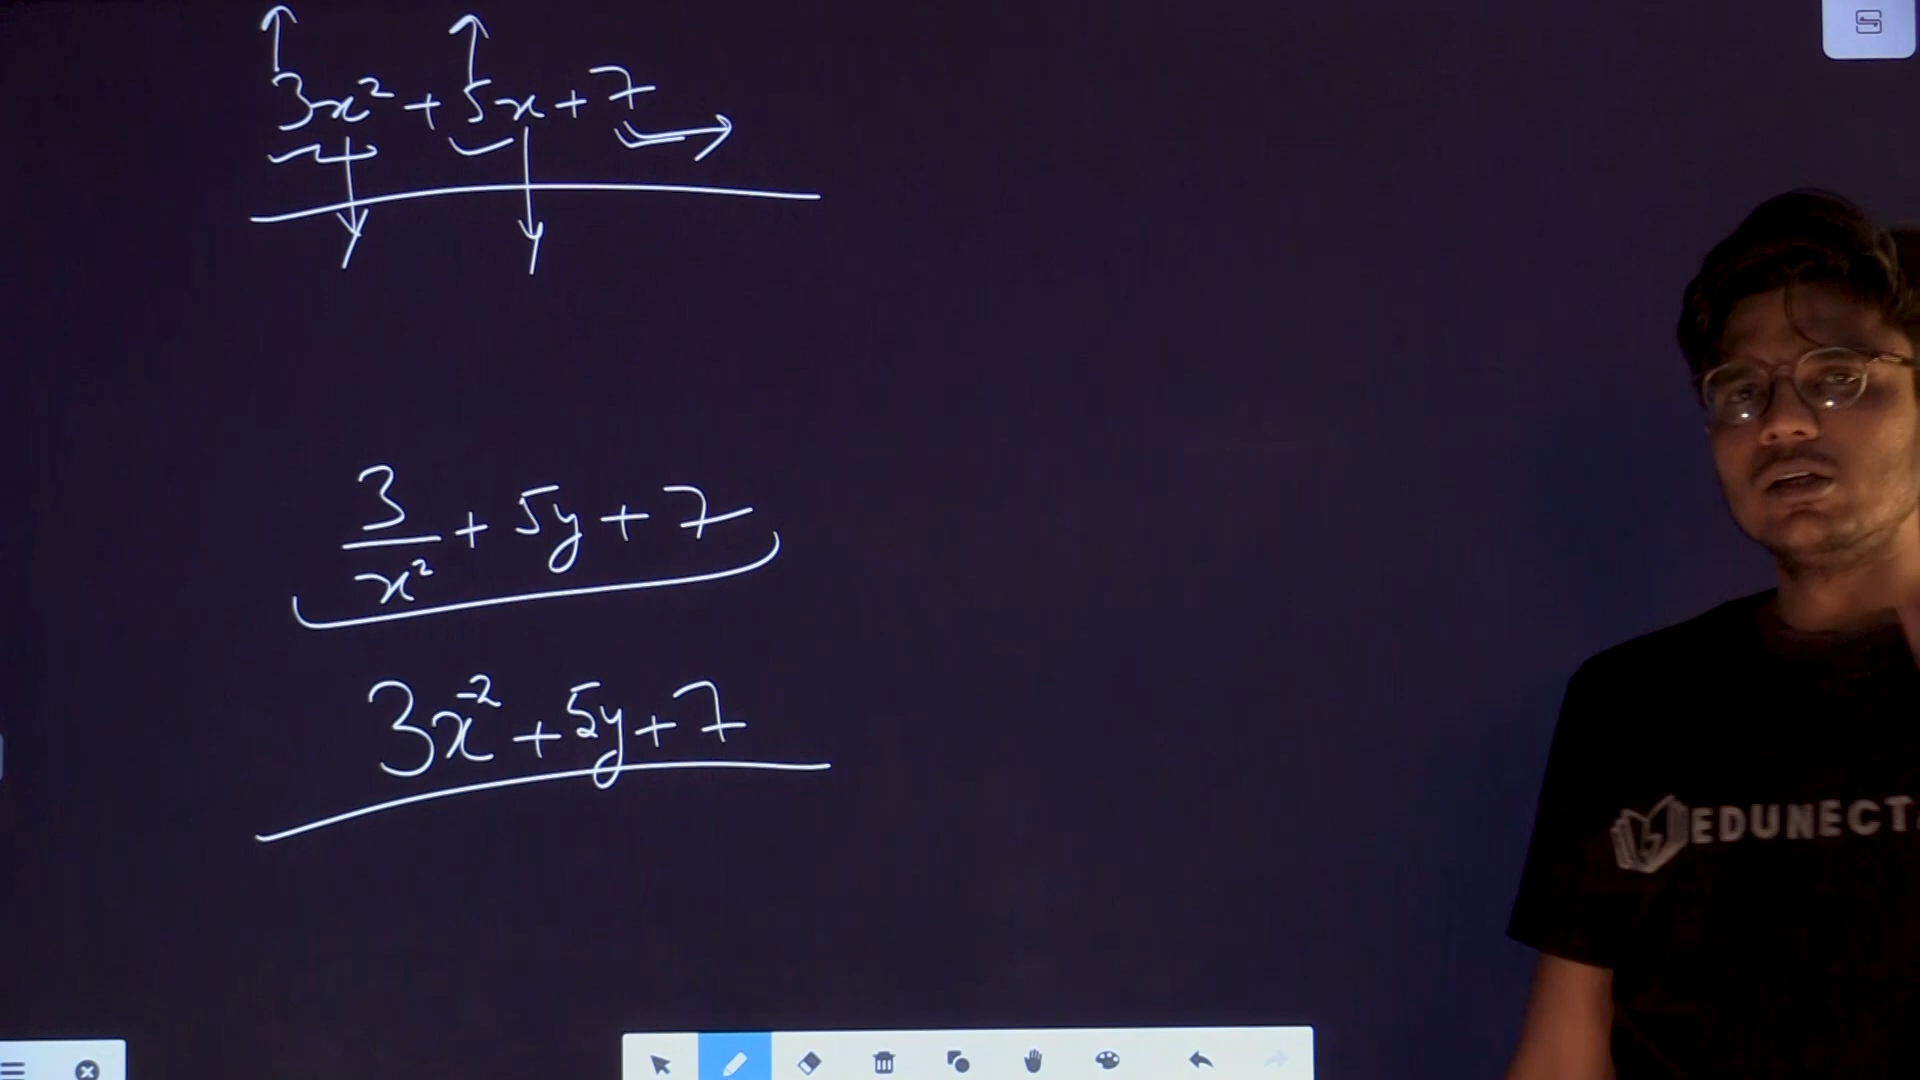 3x² + 5x + 7
y y
3/x² + 5y + 7
3x⁻² + 5y + 7
EDUNECT